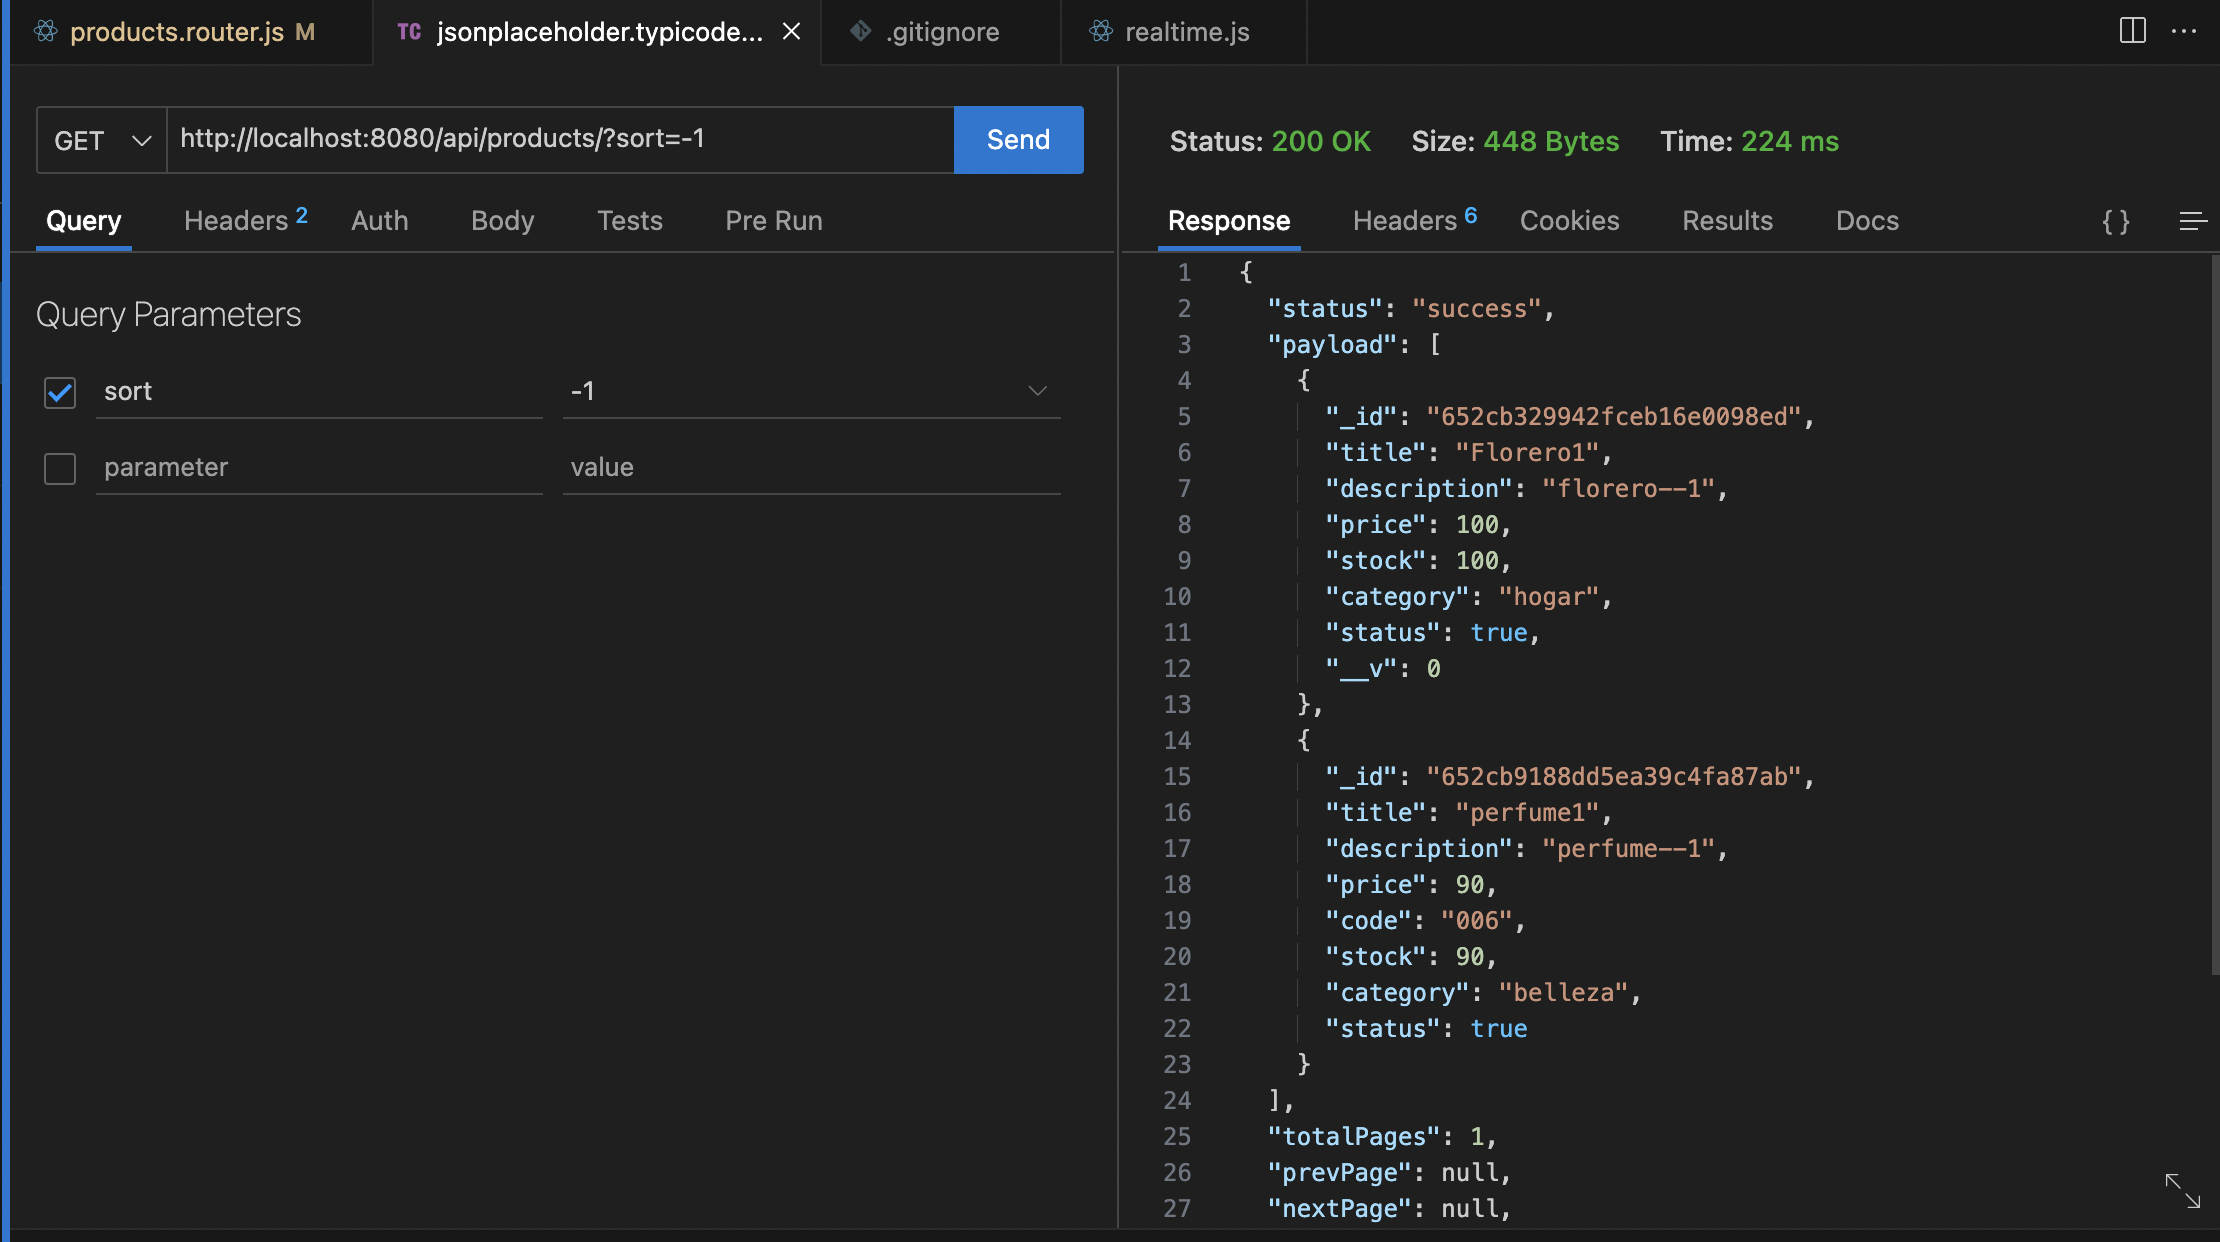 products.router.js M
TC jsonplaceholder.typicode...
.gitignore
realtime.js
GET http://localhost:8080/api/products/?sort=-1 Send
Query Headers 2 Auth Body Tests Pre Run
Query Parameters
sort -1
parameter value
Status: 200 OK Size: 448 Bytes Time: 224 ms
Response Headers 6 Cookies Results Docs { }
1 {
2 "status": "success",
3 "payload": [
4 {
5 "_id": "652cb329942fceb16e0098ed",
6 "title": "Florero1",
7 "description": "florero--1",
8 "price": 100,
9 "stock": 100,
10 "category": "hogar",
11 "status": true,
12 "__v": 0
13 },
14 {
15 "_id": "652cb9188dd5ea39c4fa87ab",
16 "title": "perfume1",
17 "description": "perfume--1",
18 "price": 90,
19 "code": "006",
20 "stock": 90,
21 "category": "belleza",
22 "status": true
23 }
24 ],
25 "totalPages": 1,
26 "prevPage": null,
27 "nextPage": null,